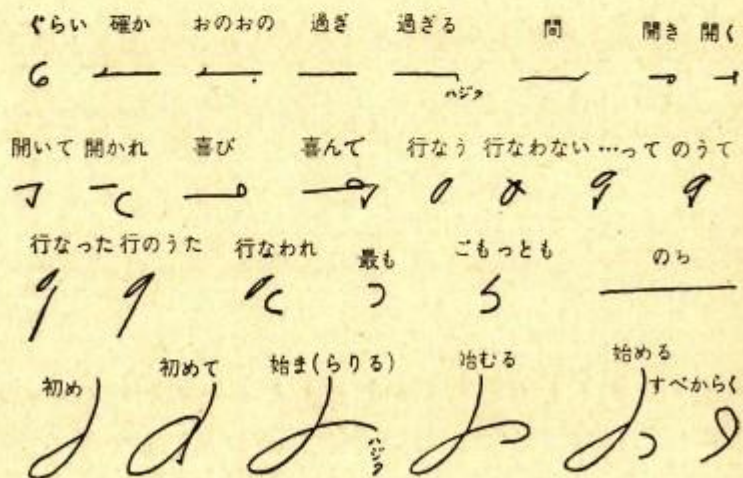 ぐらい 確か おのおの 過ぎ 過ぎる 間 開き 開く
ハジク
開いて 開かれ 喜び 喜んで 行なう 行なわない …って のうて
行なった 行のうた 行なわれ 最も ごもっとも のち
初め 初めて 始ま(らりる) 始むる 始める すべからく
ハジク